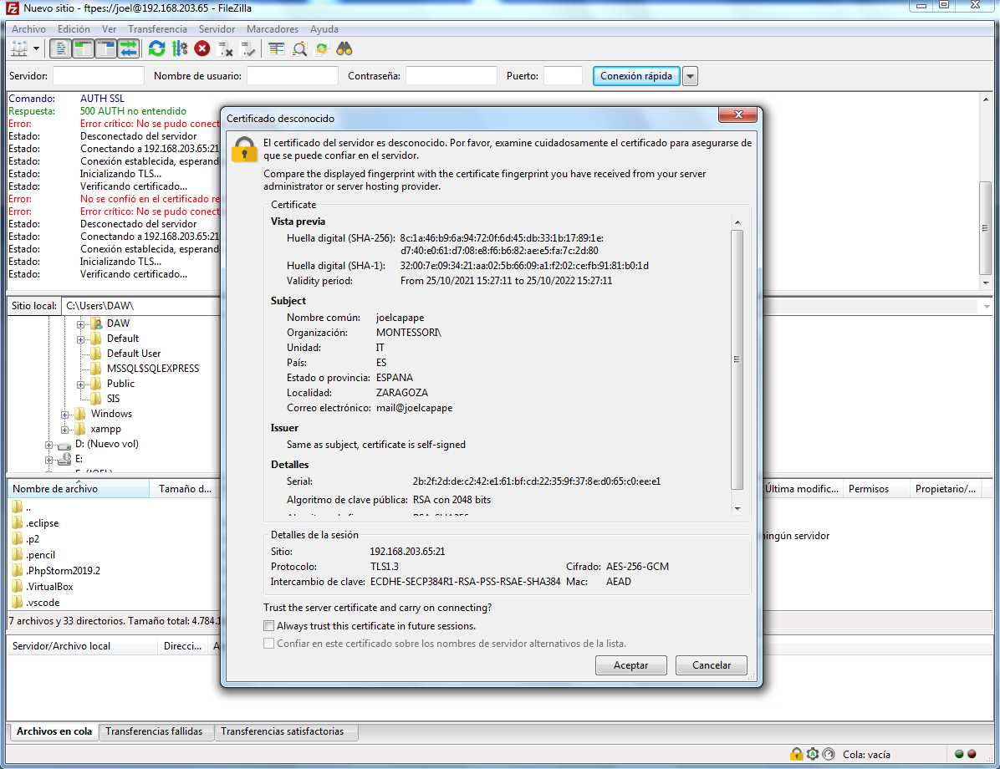 Nuevo sitio - ftpes://joel@192.168.203.65 - FileZilla
Archivo Edición Ver Transferencia Servidor Marcadores Ayuda
Servidor: Nombre de usuario: Contraseña: Puerto: Conexión rápida
Comando: AUTH SSL
Respuesta: 500 AUTH no entendido
Error: Error crítico: No se pudo conect
Estado: Desconectado del servidor
Estado: Conectando a 192.168.203.65:21
Estado: Conexión establecida, esperand
Estado: Inicializando TLS...
Estado: Verificando certificado...
Error: No se confió en el certificado re
Error: Error crítico: No se pudo conect
Estado: Desconectado del servidor
Estado: Conectando a 192.168.203.65:21
Estado: Conexión establecida, esperand
Estado: Inicializando TLS...
Estado: Verificando certificado...
Sitio local: C:\Users\DAW\
DAW
Default
Default User
MSSQL$SQLEXPRESS
Public
SIS
Windows
xampp
D: (Nuevo vol)
E:
Nombre de archivo Tamaño d...
..
.eclipse
.p2
.pencil
.PhpStorm2019.2
.VirtualBox
.vscode
7 archivos y 33 directorios. Tamaño total: 4.784.1
Servidor/Archivo local Direcci... A
Última modific... Permisos Propietario/...
ningún servidor
Certificado desconocido
El certificado del servidor es desconocido. Por favor, examine cuidadosamente el certificado para asegurarse de
que se puede confiar en el servidor.
Compare the displayed fingerprint with the certificate fingerprint you have received from your server
administrator or server hosting provider.
Certificate
Vista previa
Huella digital (SHA-256): 8c:1a:46:b9:6a:94:72:0f:6d:45:db:33:1b:17:89:1e:
d7:40:e0:61:d7:08:e8:f6:b6:82:ae:e5:fa:7c:2d:80
Huella digital (SHA-1): 32:00:7e:09:34:21:aa:02:5b:66:09:a1:f2:02:ce:fb:91:81:b0:1d
Validity period: From 25/10/2021 15:27:11 to 25/10/2022 15:27:11
Subject
Nombre común: joelcapape
Organización: MONTESSORI\
Unidad: IT
País: ES
Estado o provincia: ESPANA
Localidad: ZARAGOZA
Correo electrónico: mail@joelcapape
Issuer
Same as subject, certificate is self-signed
Detalles
Serial: 2b:2f:2d:de:c2:42:e1:61:bf:cd:22:35:9f:37:8e:d0:65:c0:ee:e1
Algoritmo de clave pública: RSA con 2048 bits
Detalles de la sesión
Sitio: 192.168.203.65:21
Protocolo: TLS1.3 Cifrado: AES-256-GCM
Intercambio de clave: ECDHE-SECP384R1-RSA-PSS-RSAE-SHA384 Mac: AEAD
Trust the server certificate and carry on connecting?
Always trust this certificate in future sessions.
Confiar en este certificado sobre los nombres de servidor alternativos de la lista.
Aceptar Cancelar
Archivos en cola Transferencias fallidas Transferencias satisfactorias
Cola: vacía